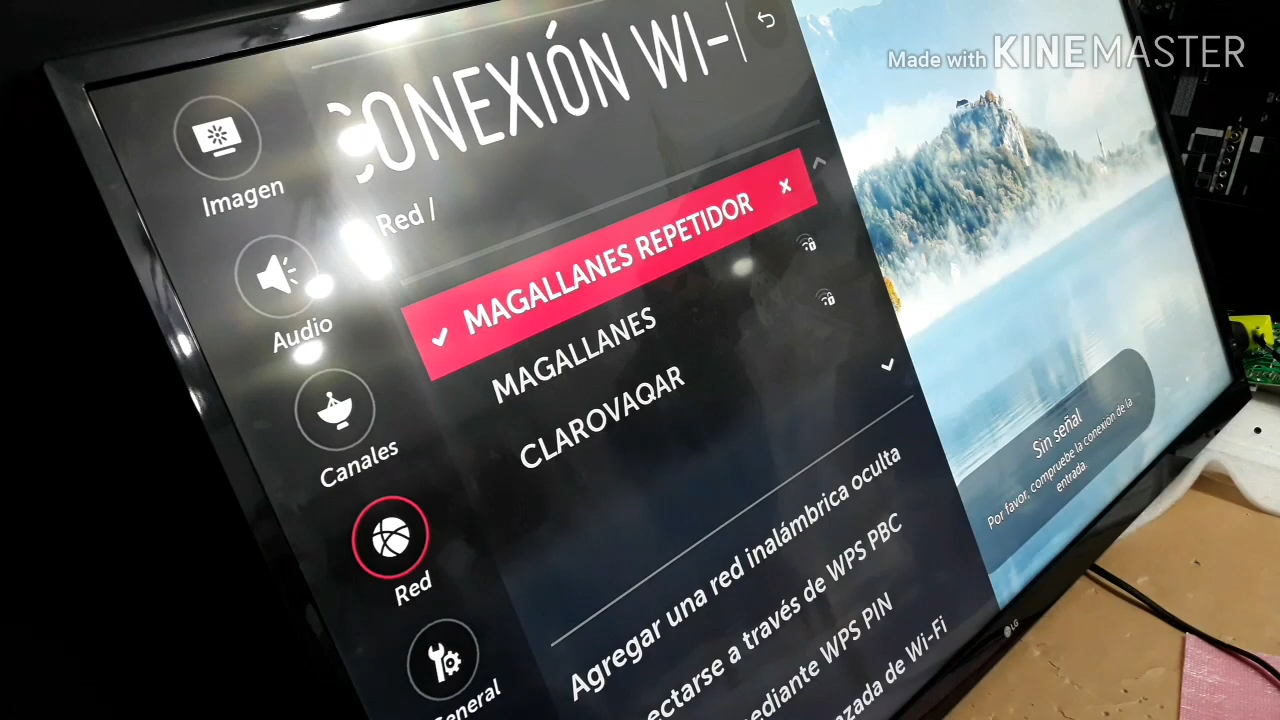 Made with KINEMASTER
CONEXIÓN WI-
Red /
MAGALLANES REPETIDOR
MAGALLANES
CLAROVAQAR
Agregar una red inalámbrica oculta
ectarse a través de WPS PBC
ediante WPS PIN
nzada de Wi-Fi
Imagen
Audio
Canales
Red
General
Sin señal
Por favor, compruebe la conexion de la
entrada.
LG